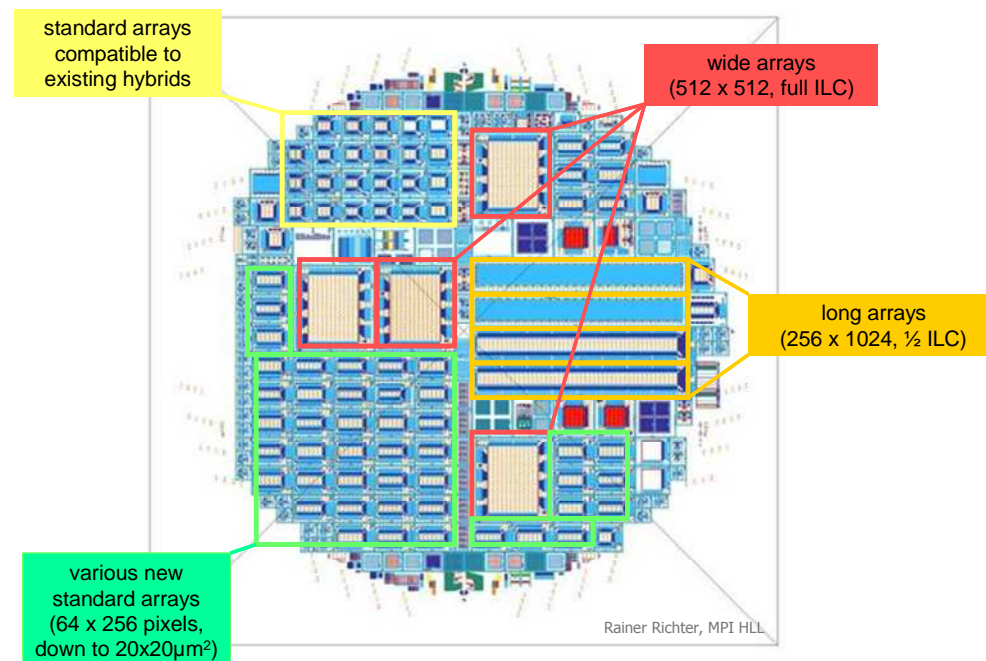 standard arrays
compatible to
existing hybrids
wide arrays
(512 x 512, full ILC)
long arrays
(256 x 1024, ½ ILC)
various new
standard arrays
(64 x 256 pixels,
down to 20x20µm²)
Rainer Richter, MPI HLL